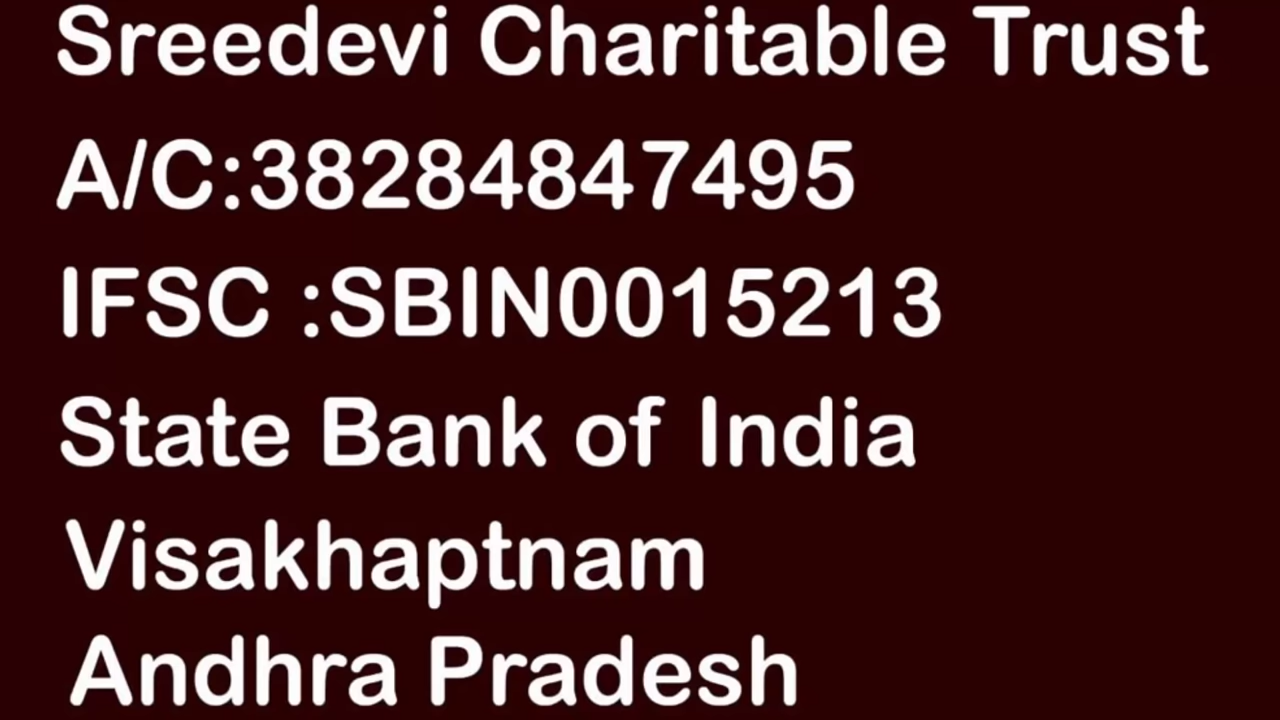 Sreedevi Charitable Trust
A/C:38284847495
IFSC :SBIN0015213
State Bank of India
Visakhaptnam
Andhra Pradesh